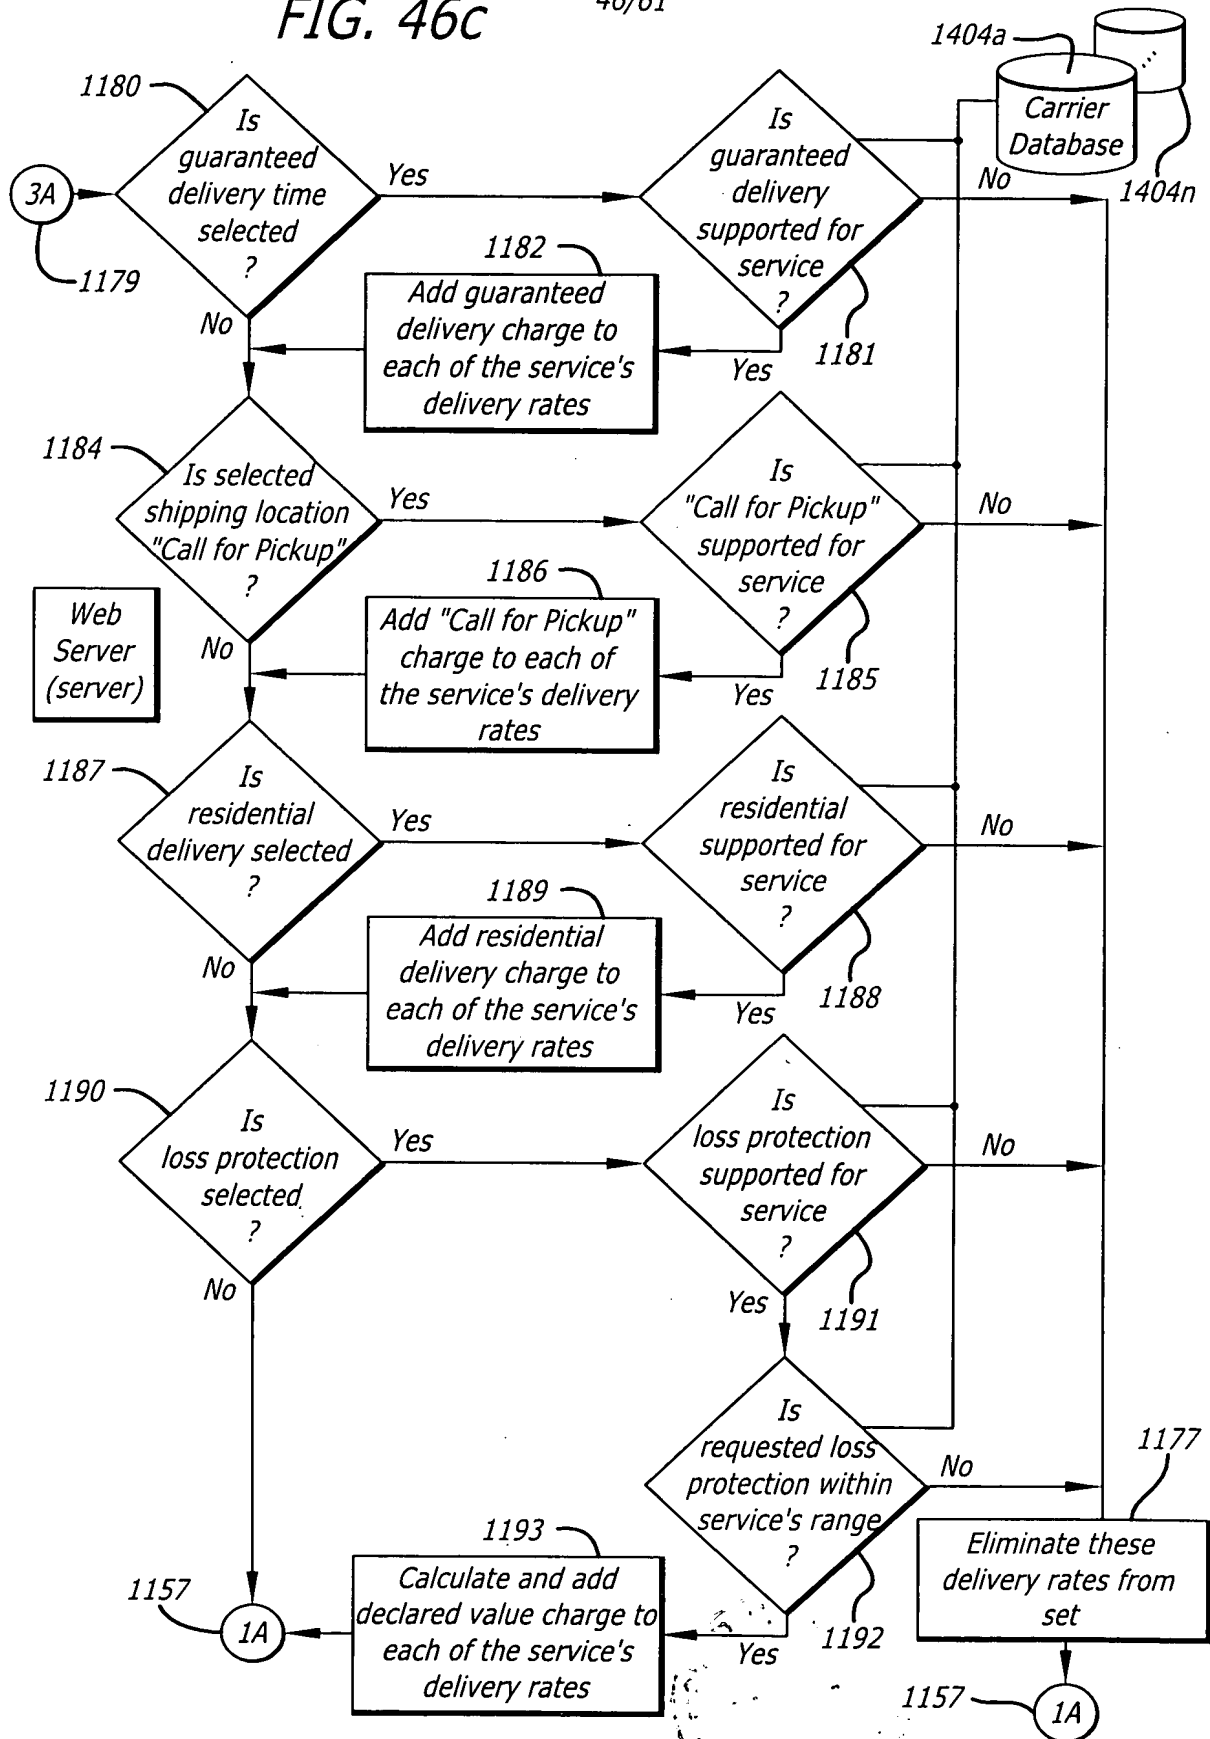 FIG. 46c
46/61
1404a
Carrier
Database
1404n
1180
Is
guaranteed
delivery time
selected
?
3A
1179
Yes
Is
guaranteed
delivery
supported for
service
?
No
1181
1182
Add guaranteed
delivery charge to
each of the service's
delivery rates
Yes
No
1184
Is selected
shipping location
"Call for Pickup"
?
Yes
Is
"Call for Pickup"
supported for
service
?
No
1185
1186
Add "Call for Pickup"
charge to each of
the service's delivery
rates
Yes
No
Web
Server
(server)
1187
Is
residential
delivery selected
?
Yes
Is
residential
supported for
service
?
No
1188
1189
Add residential
delivery charge to
each of the service's
delivery rates
Yes
No
1190
Is
loss protection
selected
?
Yes
Is
loss protection
supported for
service
?
No
1191
Yes
No
Is
requested loss
protection within
service's range
?
No
1192
1177
Eliminate these
delivery rates from
set
1193
Calculate and add
declared value charge to
each of the service's
delivery rates
Yes
1157
1A
1157
1A